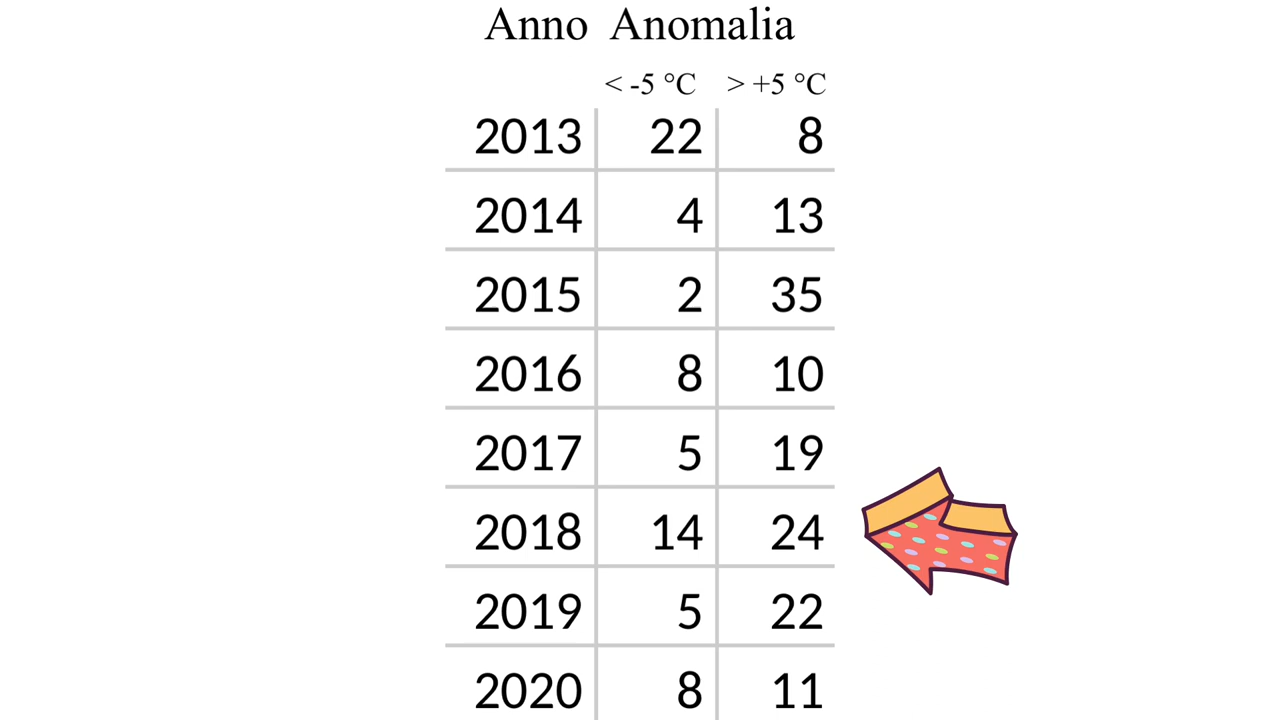 Anno Anomalia
< -5 °C > +5 °C
2013 22 8
2014 4 13
2015 2 35
2016 8 10
2017 5 19
2018 14 24
2019 5 22
2020 8 11